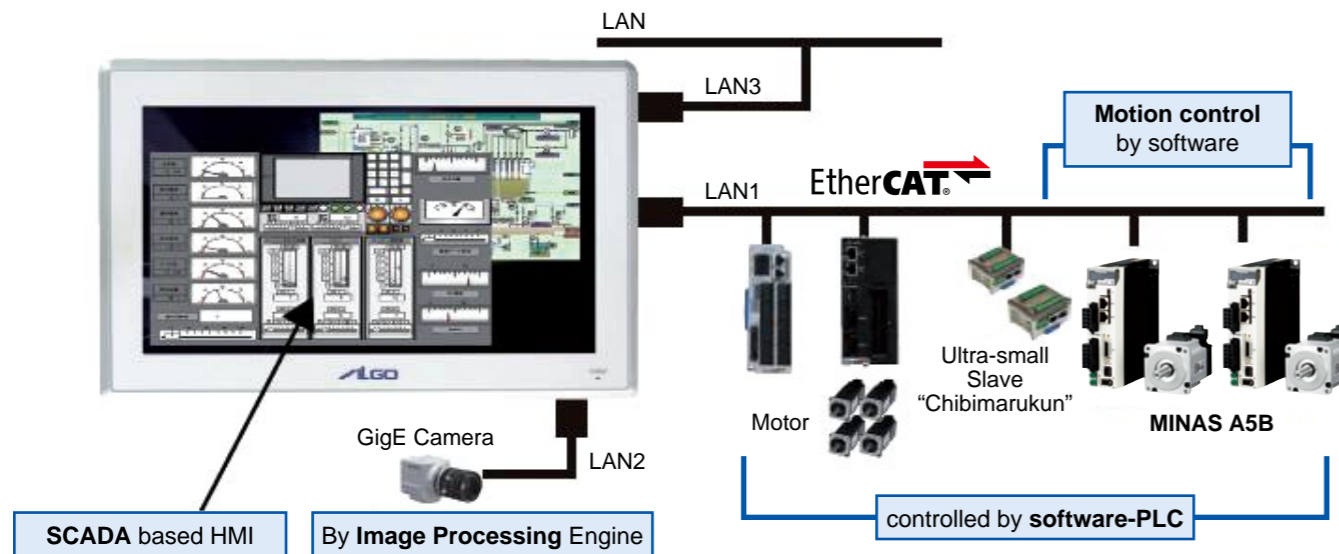 LAN
LAN3
Motion control
by software
EtherCAT®
LAN1
ALGO
Ultra-small
Slave
“Chibimarukun”
Motor
MINAS A5B
GigE Camera
LAN2
SCADA based HMI
By Image Processing Engine
controlled by software-PLC